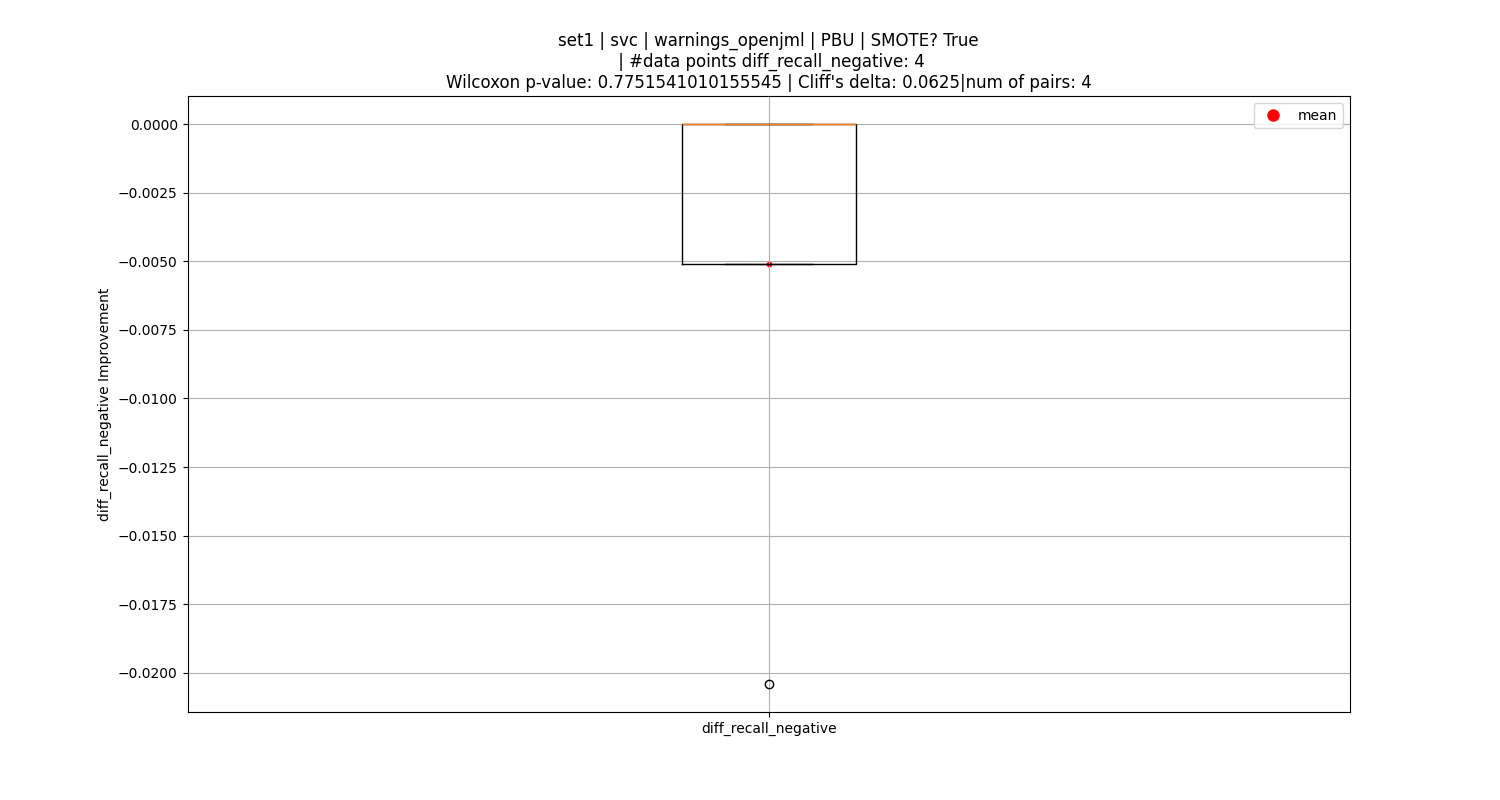 set1 | svc | warnings_openjml | PBU | SMOTE? True
| #data points diff_recall_negative: 4
Wilcoxon p-value: 0.7751541010155545 | Cliff's delta: 0.0625|num of pairs: 4
mean
0.0000
−0.0025
−0.0050
−0.0075
−0.0100
−0.0125
−0.0150
−0.0175
−0.0200
diff_recall_negative Improvement
diff_recall_negative